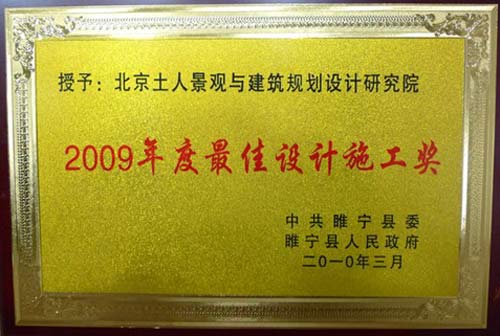 授予：北京土人景观与建筑规划设计研究院
2009年度最佳设计施工奖
中共睢宁县委
睢宁县人民政府
二〇一〇年三月